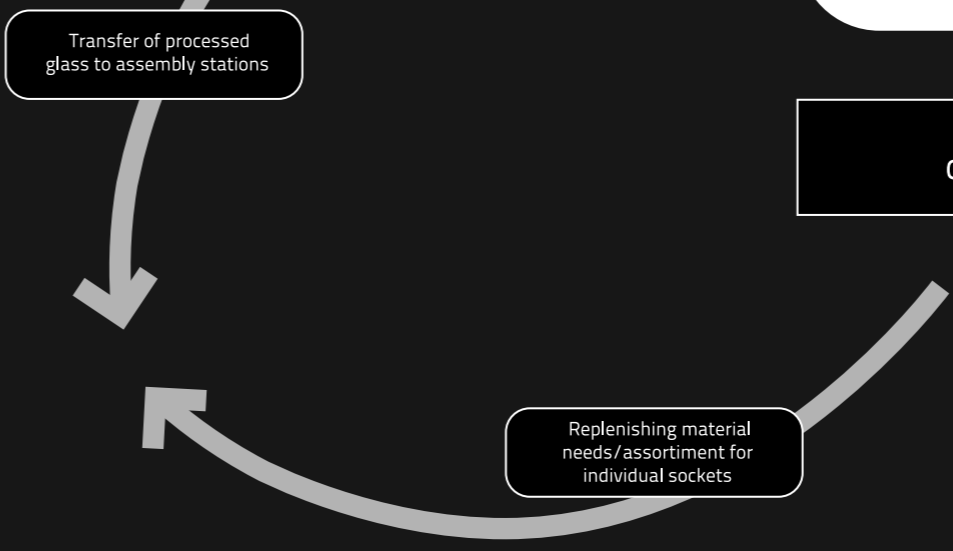 Transfer of processed
glass to assembly stations
Replenishing material
needs/assortment for
individual sockets